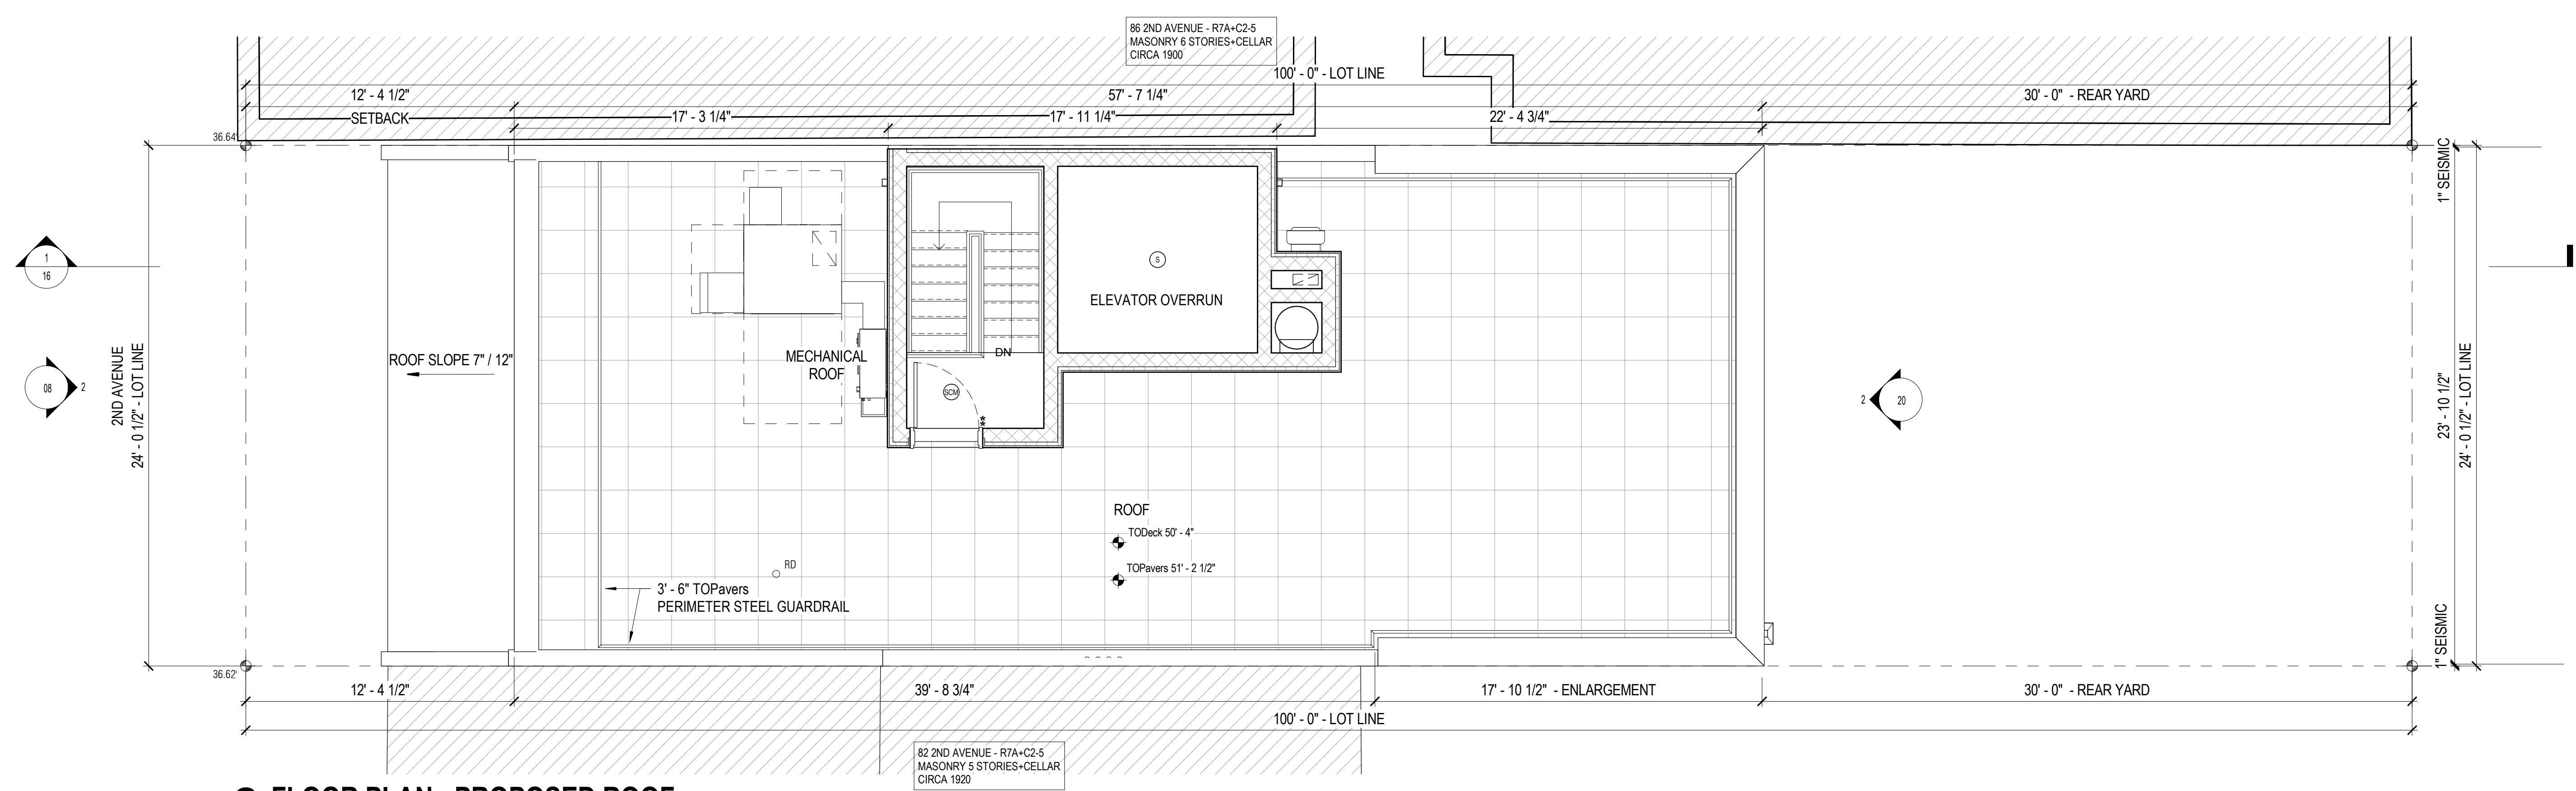 86 2ND AVENUE - R7A+C2-5
MASONRY 6 STORIES+CELLAR
CIRCA 1900
100' - 0" - LOT LINE
12' - 4 1/2"
57' - 7 1/4"
30' - 0" - REAR YARD
SETBACK
17' - 3 1/4"
17' - 11 1/4"
22' - 4 3/4"
36.64'
1" SEISMIC
1
16
S
ELEVATOR OVERRUN
2ND AVENUE
24' - 0 1/2" - LOT LINE
ROOF SLOPE 7" / 12"
MECHANICAL
ROOF
DN
08
2
SCM
**
2
20
23' - 10 1/2"
24' - 0 1/2" - LOT LINE
ROOF
TODeck 50' - 4"
TOPavers 51' - 2 1/2"
RD
3' - 6" TOPavers
PERIMETER STEEL GUARDRAIL
1" SEISMIC
36.62'
12' - 4 1/2"
39' - 8 3/4"
17' - 10 1/2" - ENLARGEMENT
30' - 0" - REAR YARD
100' - 0" - LOT LINE
82 2ND AVENUE - R7A+C2-5
MASONRY 5 STORIES+CELLAR
CIRCA 1920
FLOOR PLAN - PROPOSED ROOF